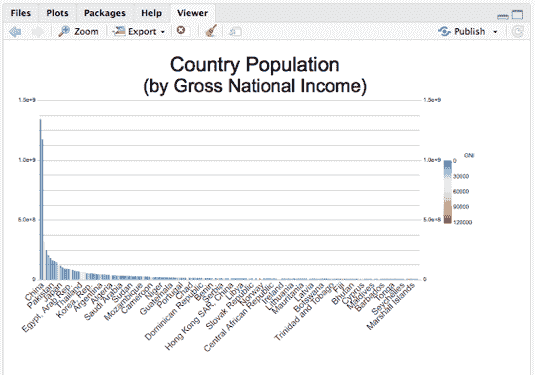 Files Plots Packages Help Viewer
Zoom Export Publish
Country Population
(by Gross National Income)
1.5e+9 1.5e+9
1.0e+9 1.0e+9
5.0e+8 5.0e+8
0 0
GNI
0
30000
60000
90000
120000
China
Pakistan
Japan
Egypt, Arab Rep.
Thailand
Korea Rep.
Argentina
Algeria
Saudi Arabia
Sudan
Mozambique
Cameroon
Niger
Guatemala
Portugal
Chad
Dominican Republic
Benin
Serbia
Hong Kong SAR, China
Libya
Slovak Republic
Norway
Central African Republic
Ireland
Lithuania
Mauritania
Latvia
Botswana
Trinidad and Tobago
Fiji
Bhutan
Cyprus
Maldives
Barbados
Tonga
Seychelles
Marshall Islands